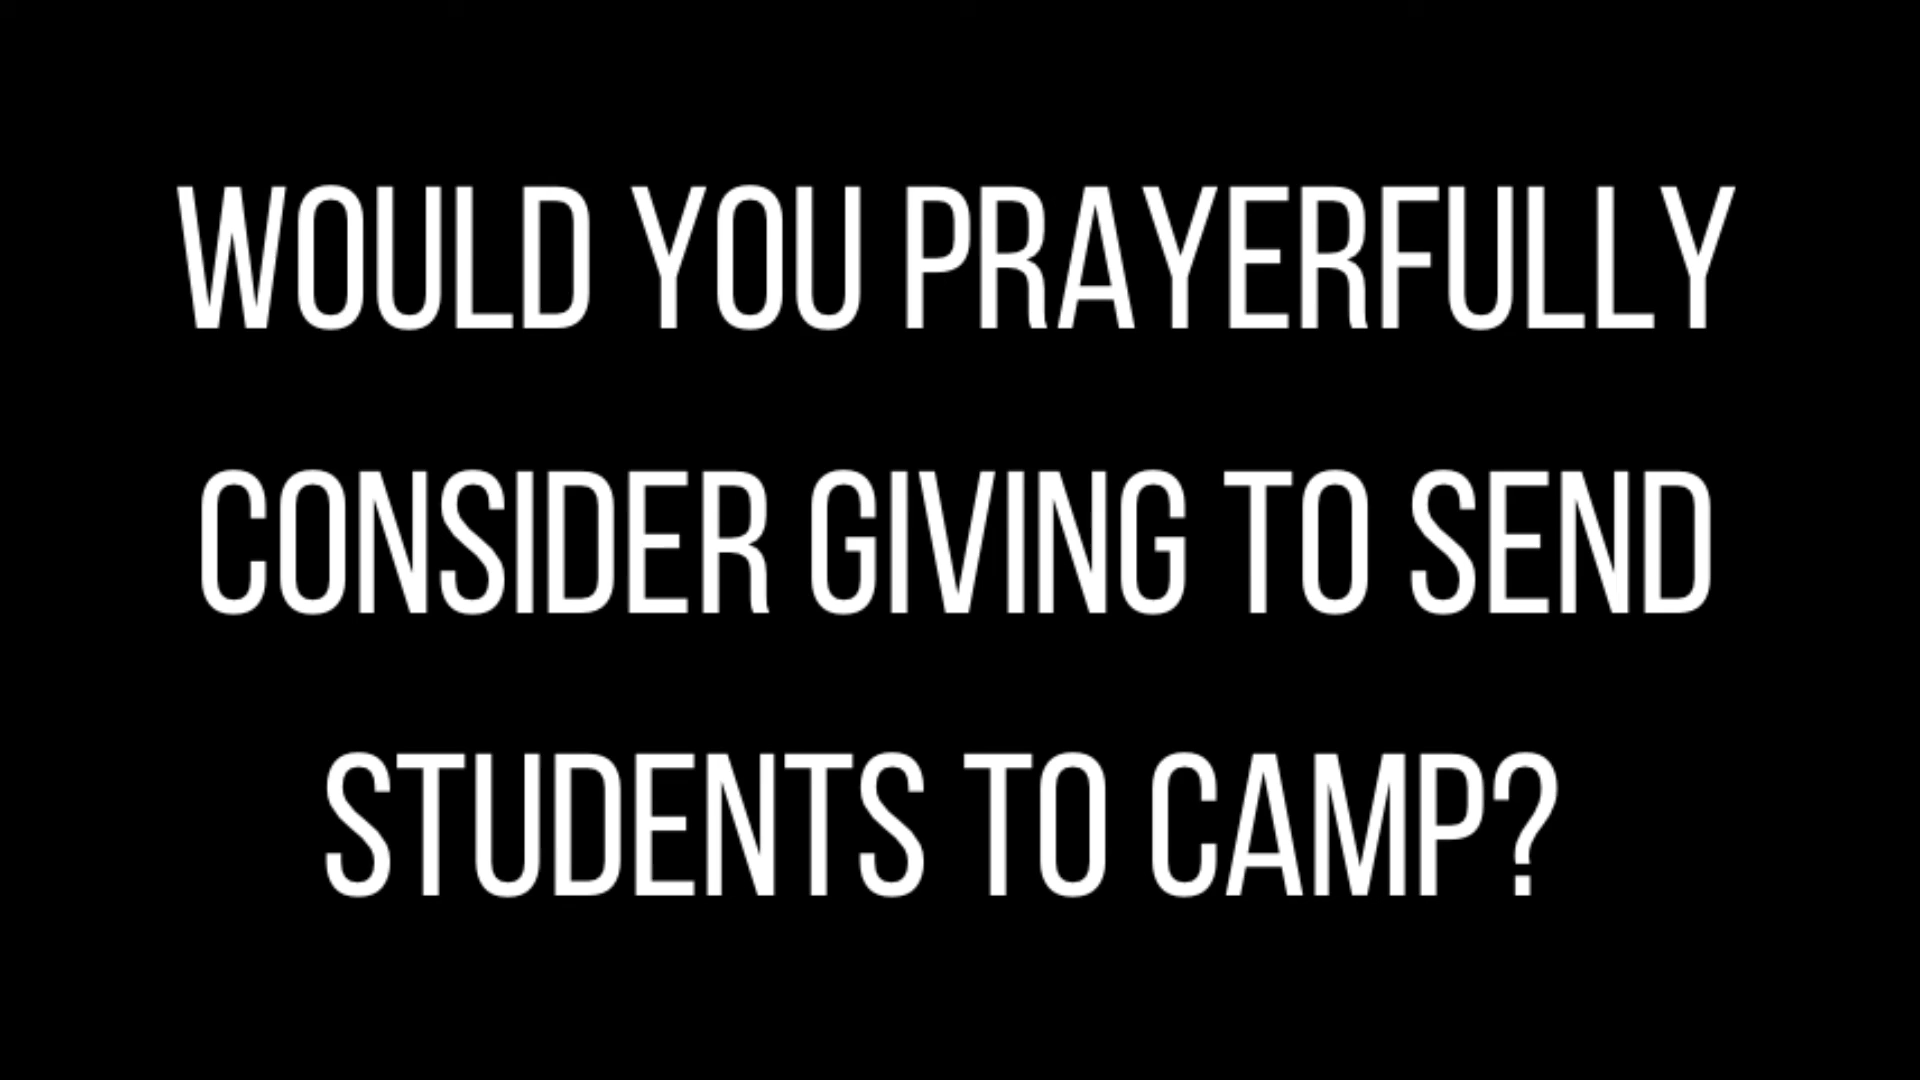 WOULD YOU PRAYERFULLY
CONSIDER GIVING TO SEND
STUDENTS TO CAMP?